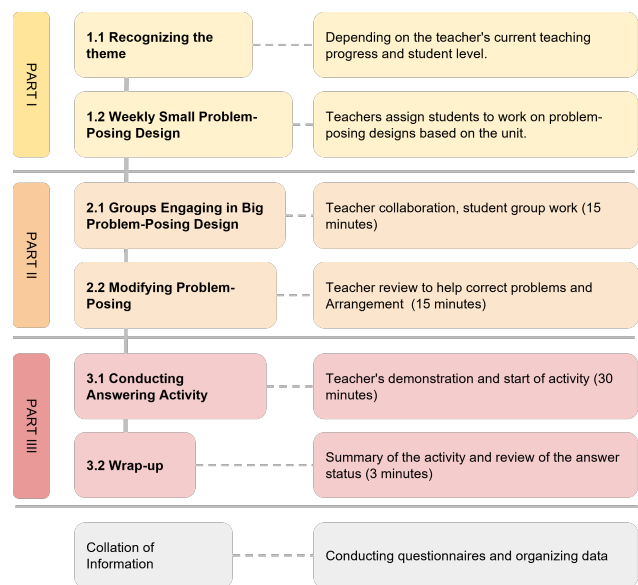 PART I
1.1 Recognizing the
theme
Depending on the teacher's current teaching
progress and student level.
1.2 Weekly Small Problem-
Posing Design
Teachers assign students to work on problem-
posing designs based on the unit.
PART II
2.1 Groups Engaging in Big
Problem-Posing Design
Teacher collaboration, student group work (15
minutes)
2.2 Modifying Problem-
Posing
Teacher review to help correct problems and
Arrangement (15 minutes)
PART IIII
3.1 Conducting
Answering Activity
Teacher's demonstration and start of activity (30
minutes)
3.2 Wrap-up
Summary of the activity and review of the answer
status (3 minutes)
Collation of
Information
Conducting questionnaires and organizing data